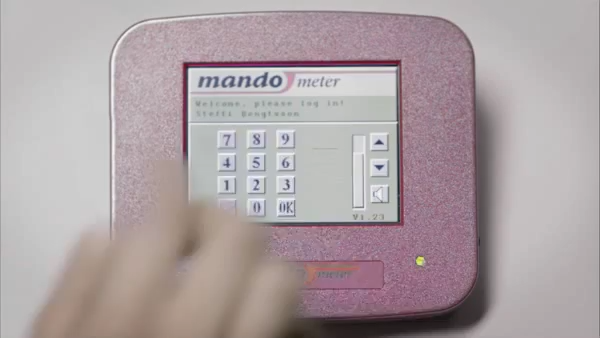 mando meter
Welcome, please log in!
Steffi Bengtsson
7 8 9
4 5 6
1 2 3
0 OK
V1.23
meter